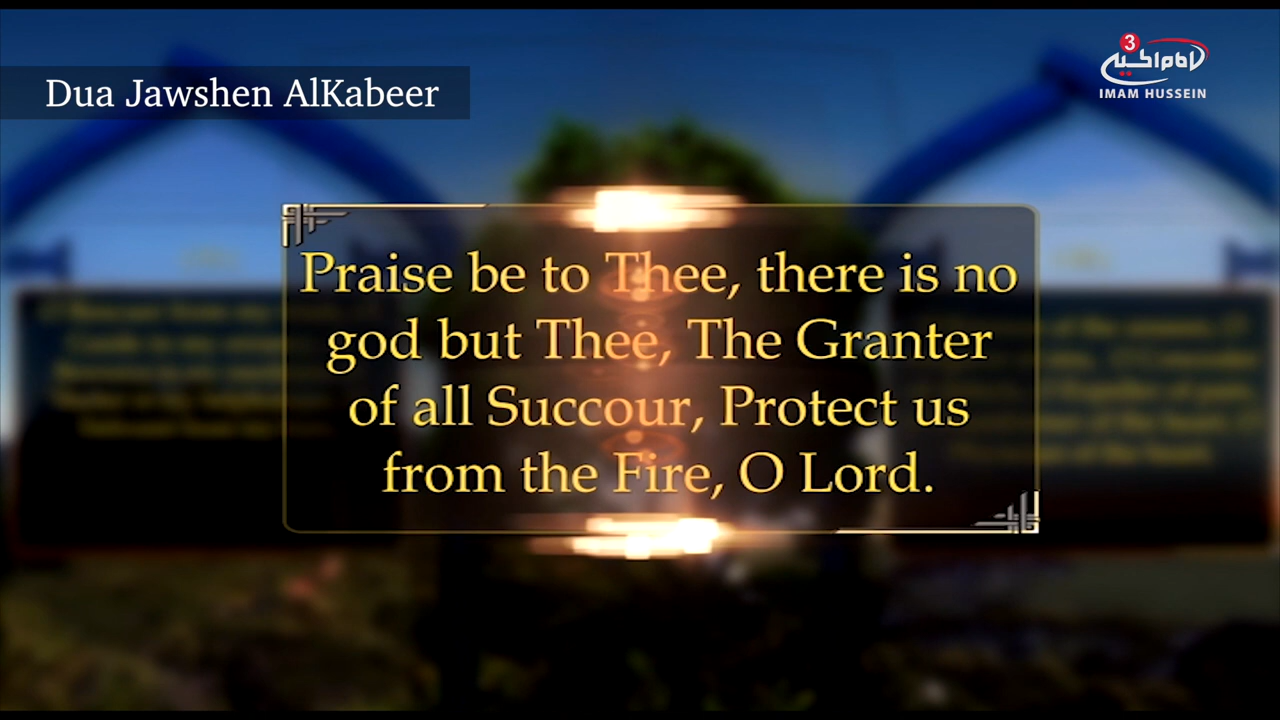 Dua Jawshen AlKabeer
3
IMAM HUSSEIN
Praise be to Thee, there is no
god but Thee, The Granter
of all Succour, Protect us
from the Fire, O Lord.